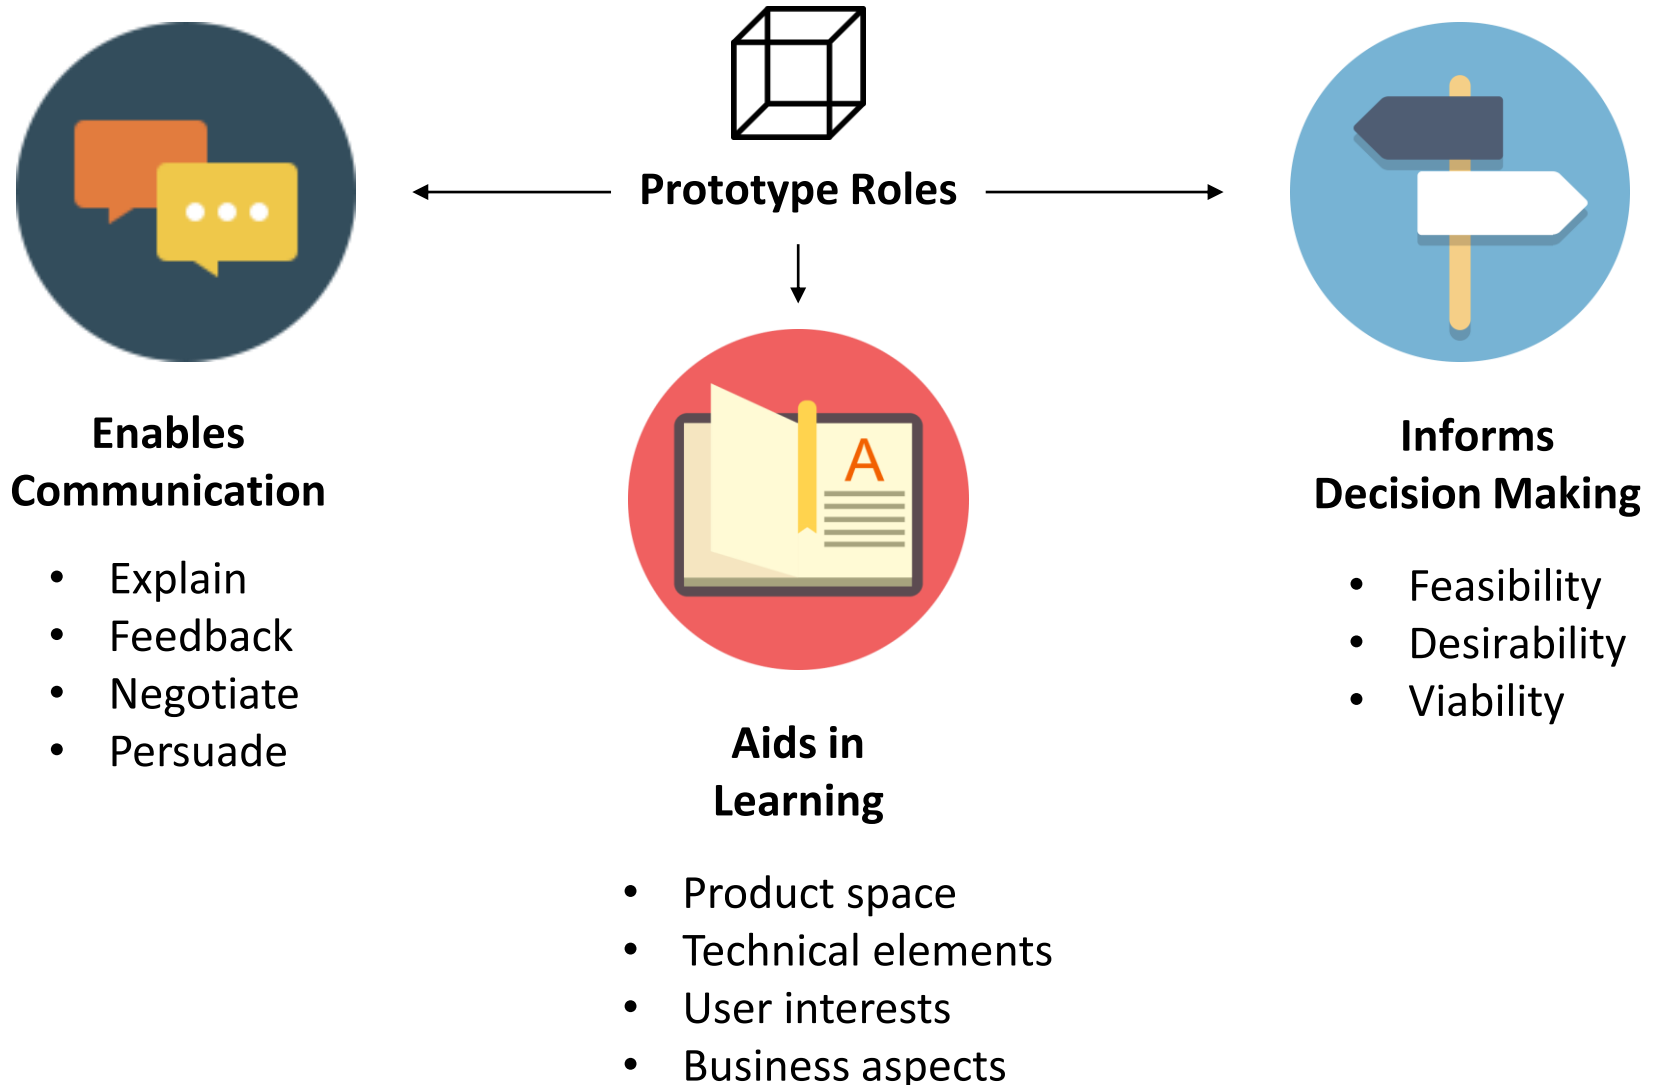 Prototype Roles
Enables
Communication
• Explain
• Feedback
• Negotiate
• Persuade
A
Aids in
Learning
• Product space
• Technical elements
• User interests
• Business aspects
Informs
Decision Making
• Feasibility
• Desirability
• Viability